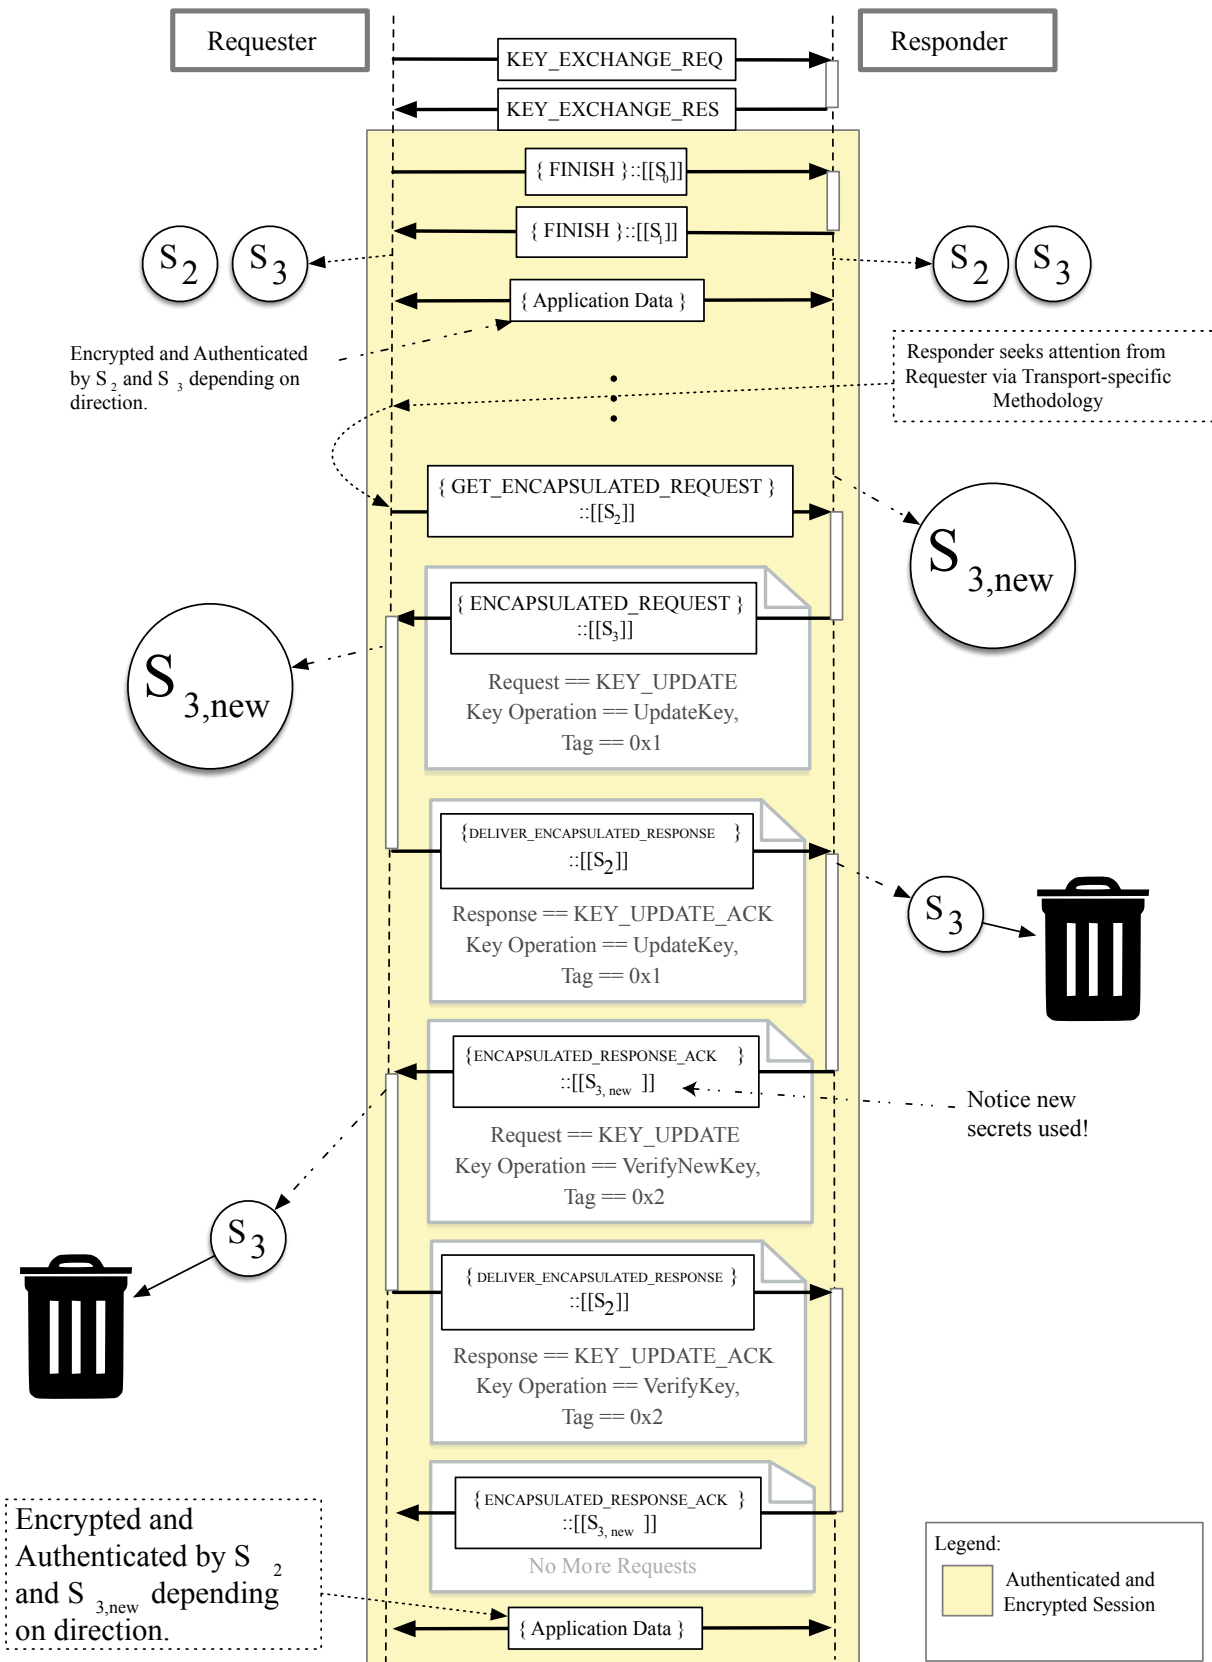 Requester
Responder
KEY_EXCHANGE_REQ
KEY_EXCHANGE_RES
{ FINISH }::[[S0]]
{ FINISH }::[[S1]]
S2
S3
S2
S3
{ Application Data }
Encrypted and Authenticated
by S2 and S3 depending on
direction.
Responder seeks attention from
Requester via Transport-specific
Methodology
{ GET_ENCAPSULATED_REQUEST }
::[[S2]]
S3,new
{ ENCAPSULATED_REQUEST }
::[[S3]]
S3,new
Request == KEY_UPDATE
Key Operation == UpdateKey,
Tag == 0x1
{DELIVER_ENCAPSULATED_RESPONSE }
::[[S2]]
S3
Response == KEY_UPDATE_ACK
Key Operation == UpdateKey,
Tag == 0x1
{ENCAPSULATED_RESPONSE_ACK }
::[[S3, new ]]
Notice new
secrets used!
Request == KEY_UPDATE
Key Operation == VerifyNewKey,
Tag == 0x2
S3
{ DELIVER_ENCAPSULATED_RESPONSE }
::[[S2]]
Response == KEY_UPDATE_ACK
Key Operation == VerifyKey,
Tag == 0x2
{ENCAPSULATED_RESPONSE_ACK }
::[[S3, new ]]
No More Requests
Encrypted and
Authenticated by S2
and S3,new depending
on direction.
{ Application Data }
Legend:
Authenticated and
Encrypted Session